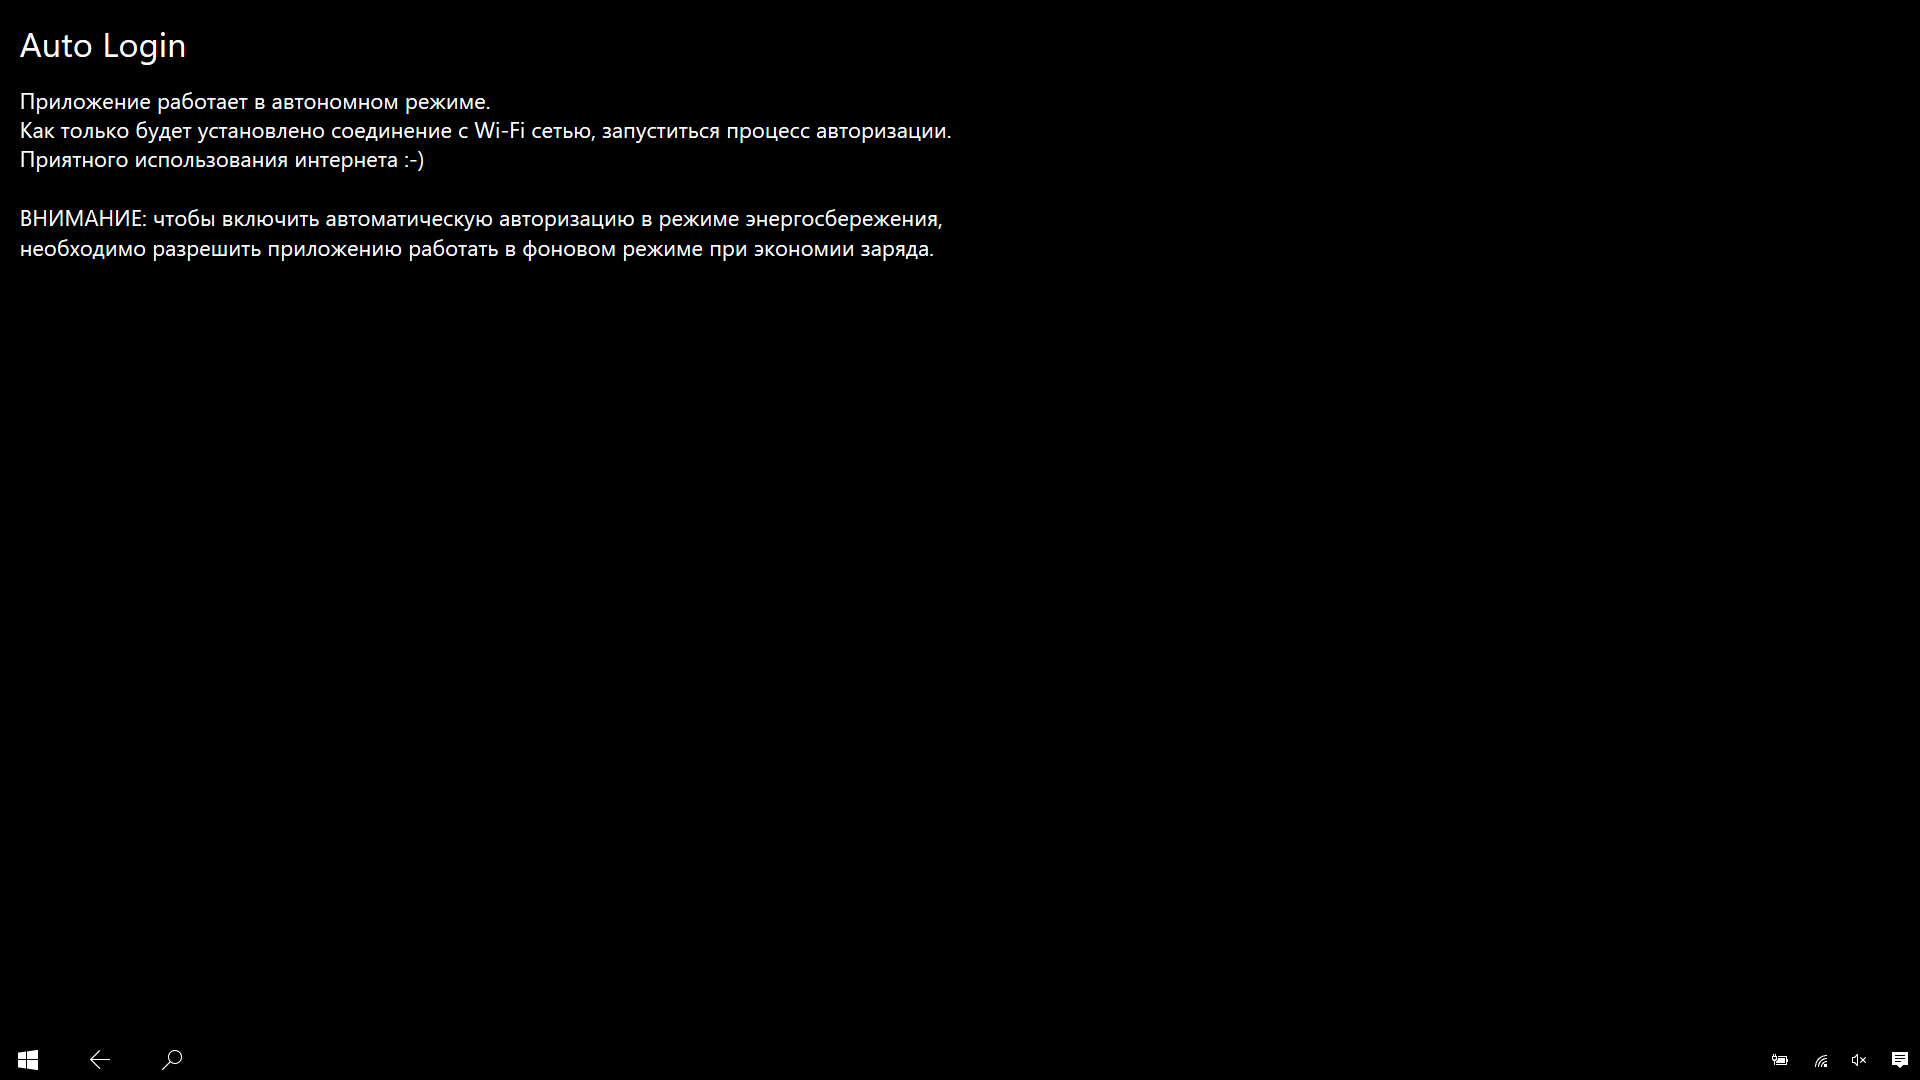 Auto Login
Приложение работает в автономном режиме.
Как только будет установлено соединение с Wi-Fi сетью, запуститься процесс авторизации.
Приятного использования интернета :-)
ВНИМАНИЕ: чтобы включить автоматическую авторизацию в режиме энергосбережения,
необходимо разрешить приложению работать в фоновом режиме при экономии заряда.